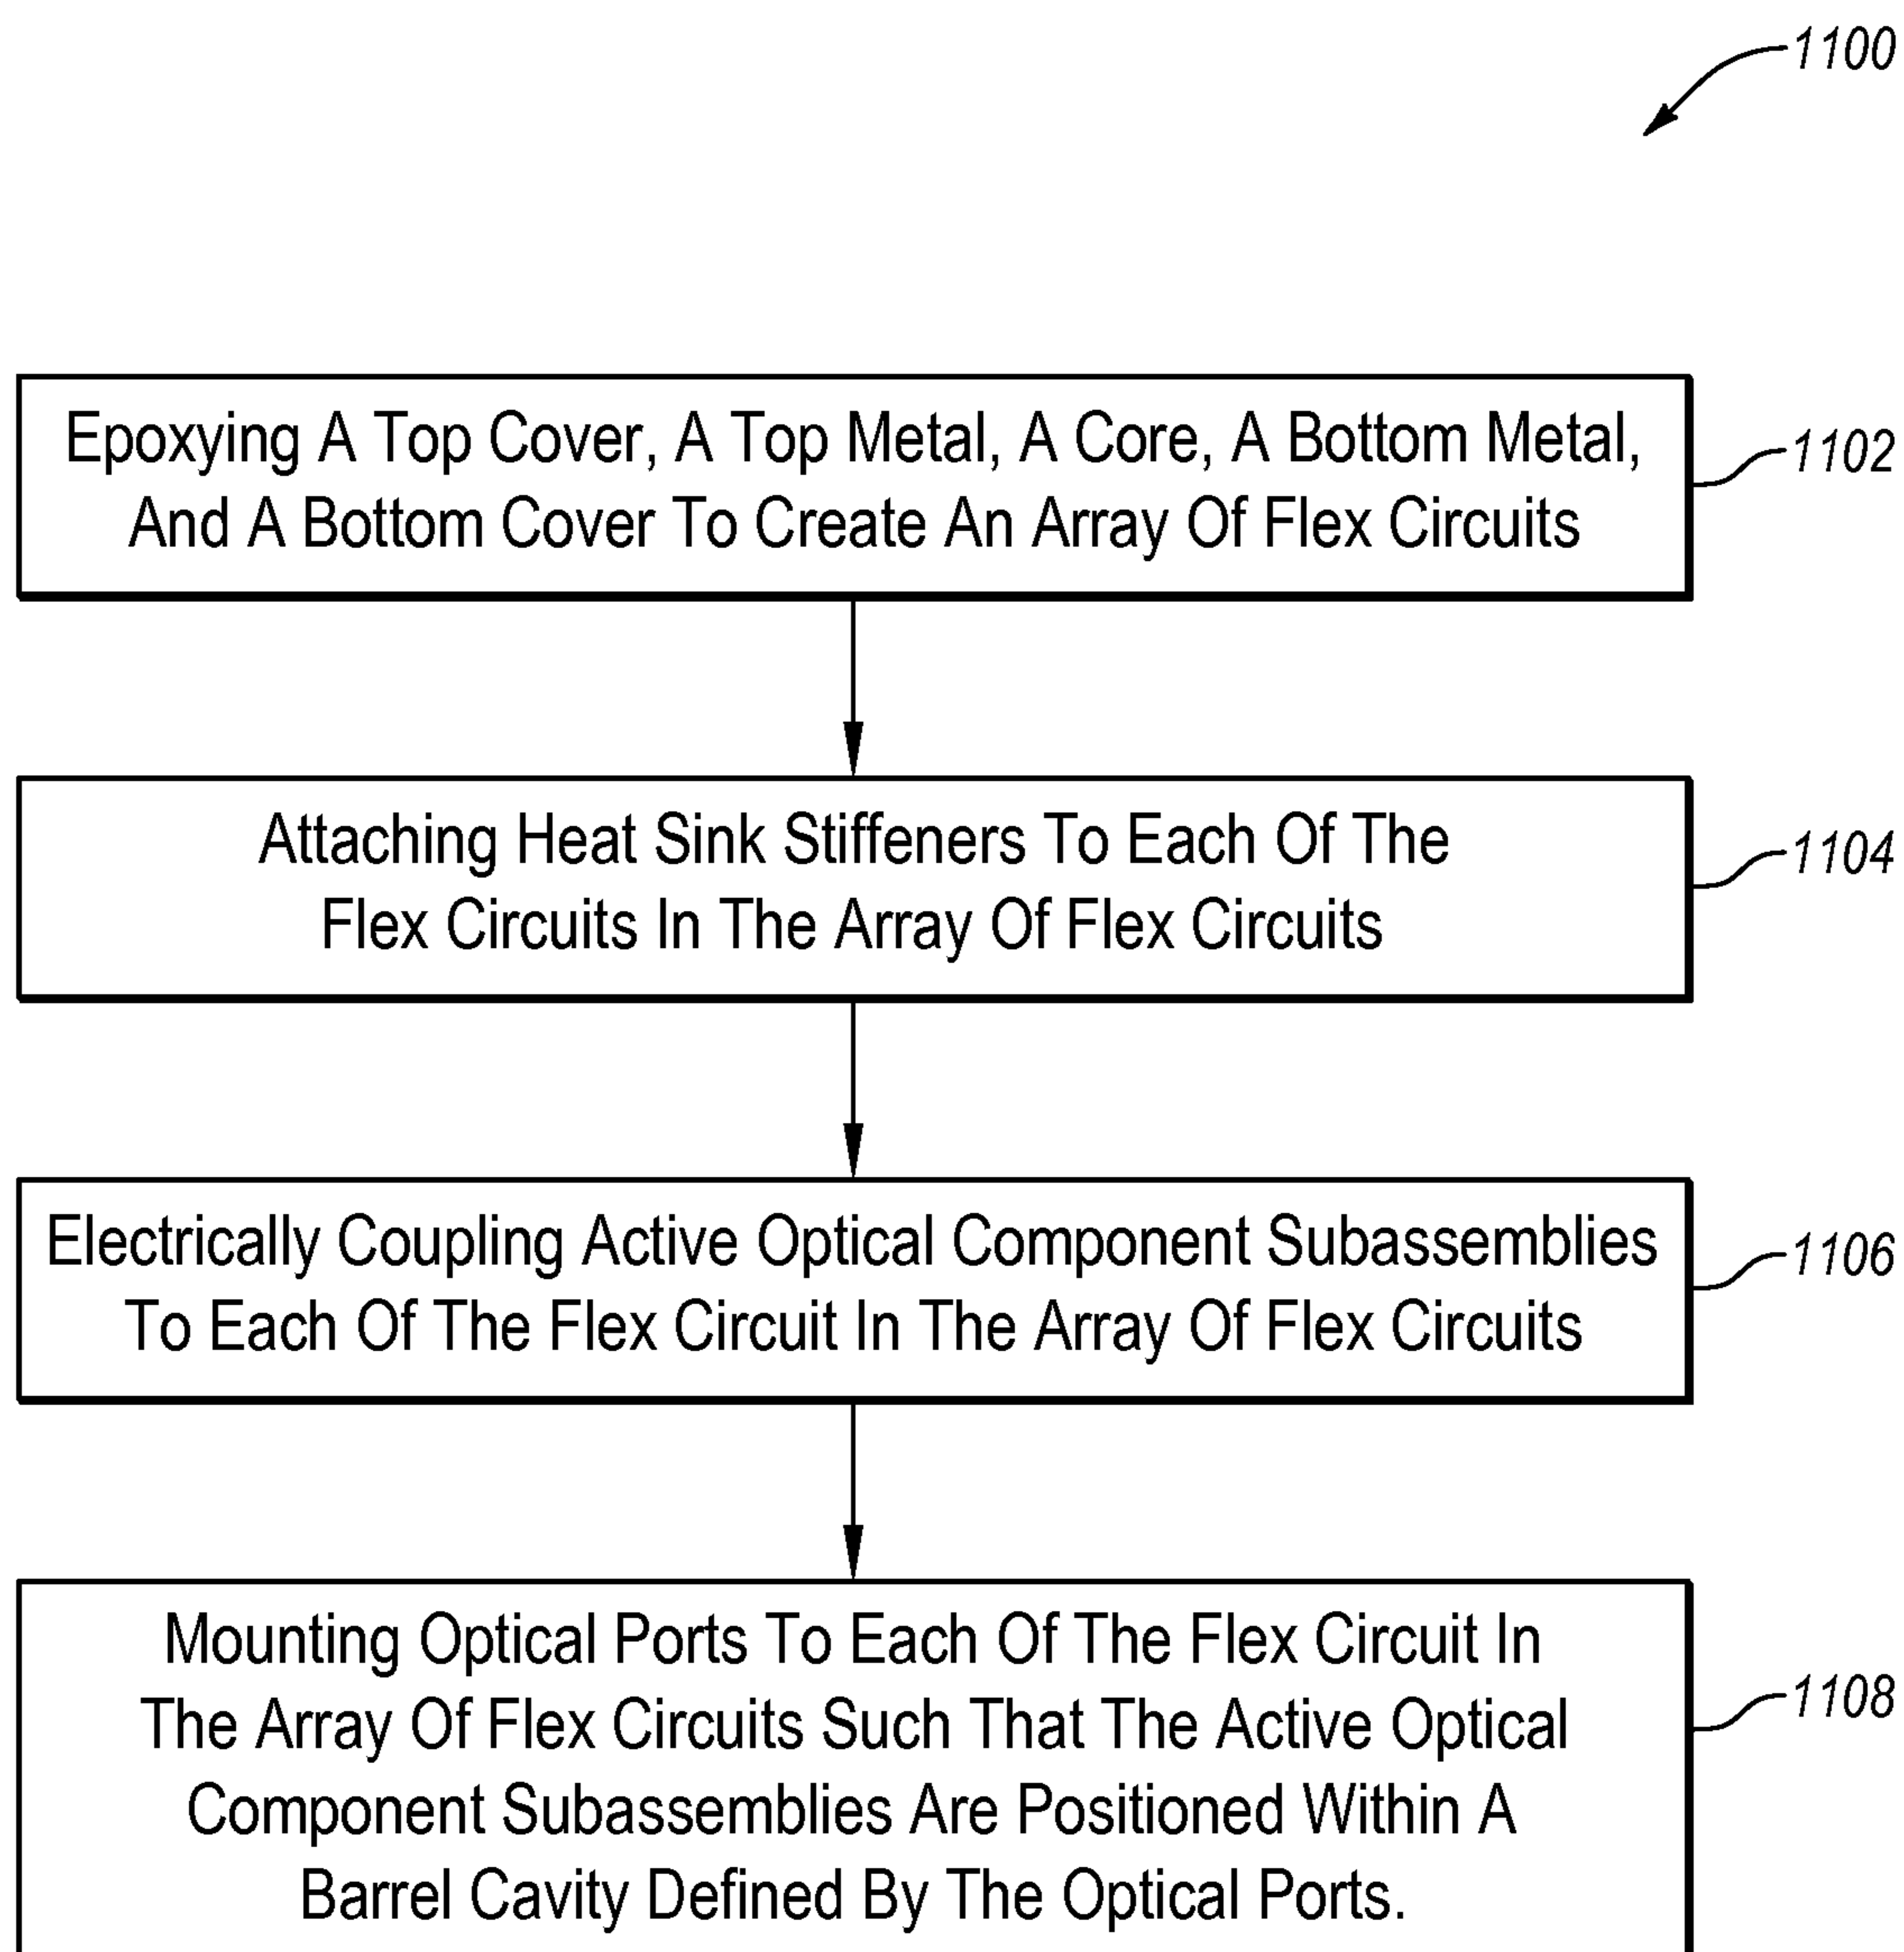 1100
Epoxying A Top Cover, A Top Metal, A Core, A Bottom Metal,
And A Bottom Cover To Create An Array Of Flex Circuits
1102
Attaching Heat Sink Stiffeners To Each Of The
Flex Circuits In The Array Of Flex Circuits
1104
Electrically Coupling Active Optical Component Subassemblies
To Each Of The Flex Circuit In The Array Of Flex Circuits
1106
Mounting Optical Ports To Each Of The Flex Circuit In
The Array Of Flex Circuits Such That The Active Optical
Component Subassemblies Are Positioned Within A
Barrel Cavity Defined By The Optical Ports.
1108